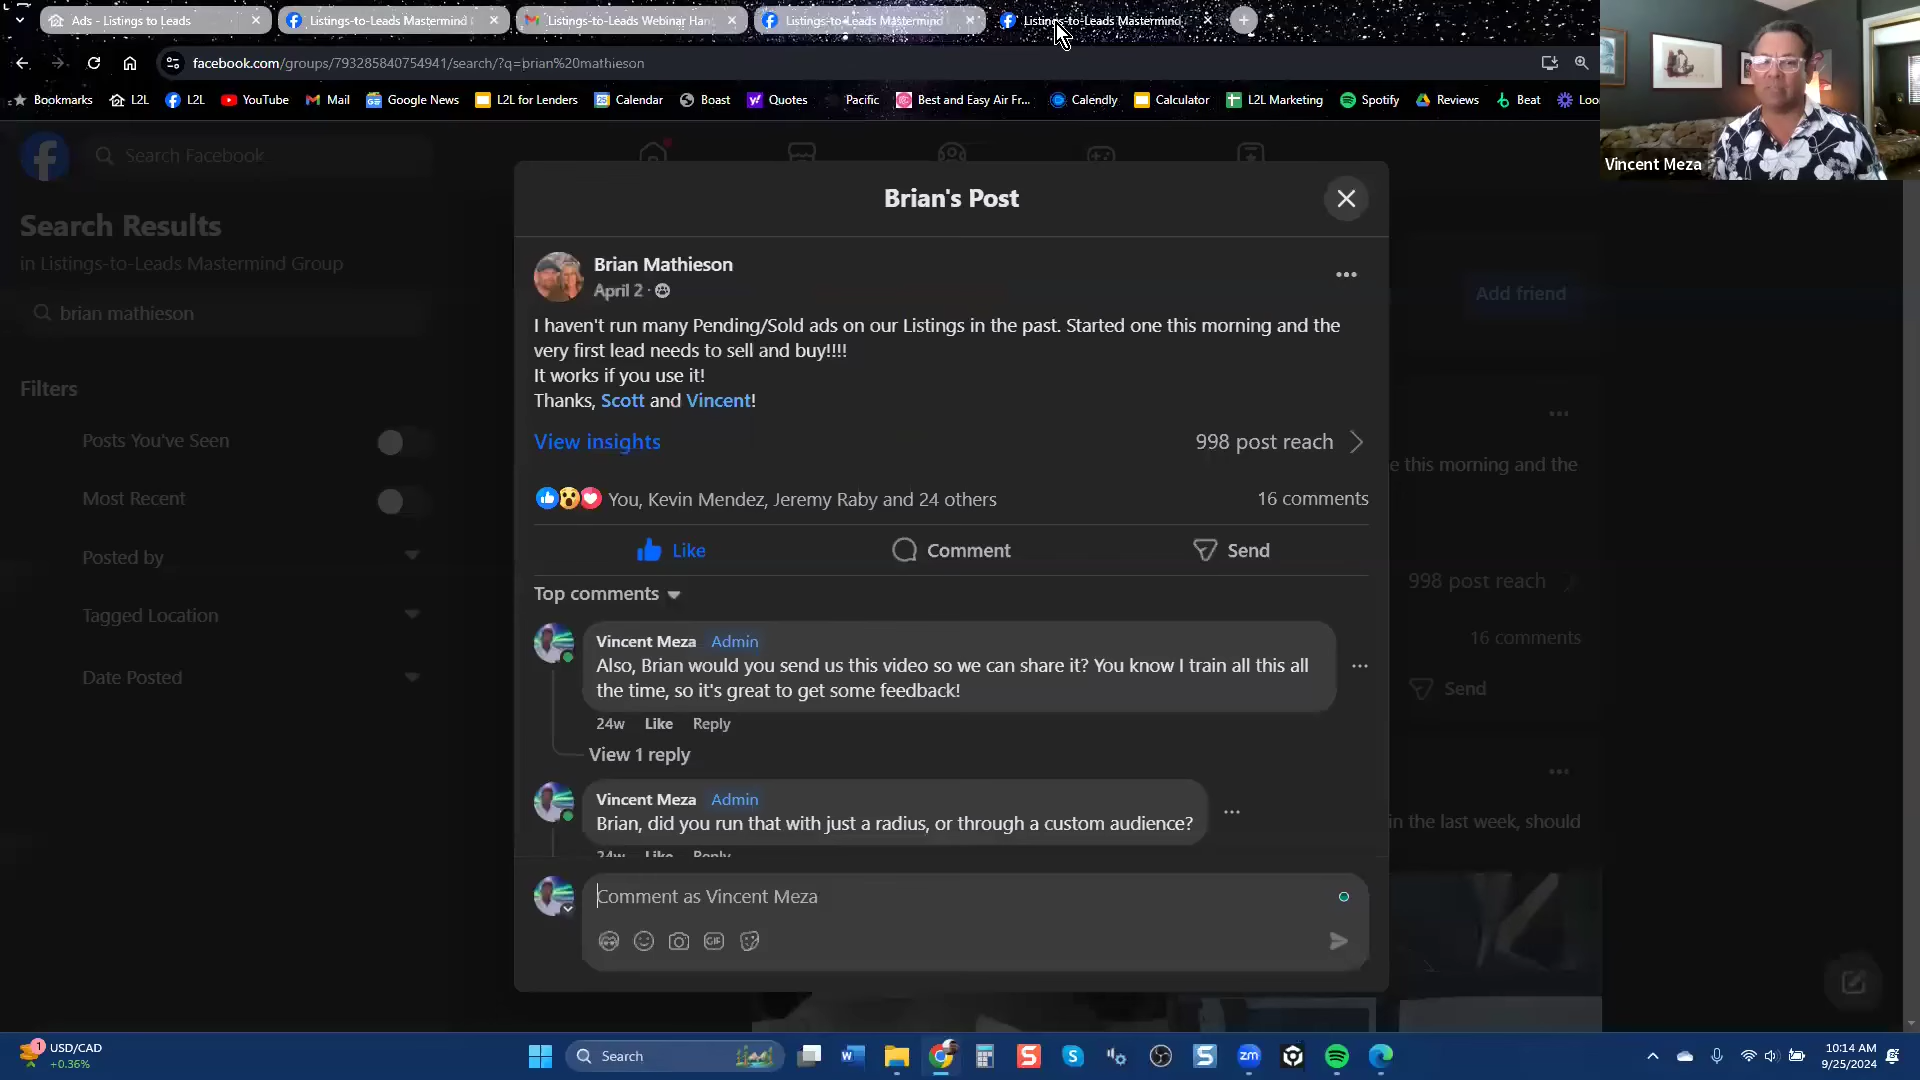 Ads - Listings to Leads
Listings-to-Leads Mastermind
Listings-to-Leads Webinar Han
Listings-to-Leads Mastermind
Listings-to-Leads Mastermind
facebook.com/groups/793285840754941/search/?q=brian%20mathieson
Bookmarks
L2L
L2L
YouTube
Mail
Google News
L2L for Lenders
Calendar
Boast
Quotes
Pacific
Best and Easy Air Fr...
Calendly
Calculator
L2L Marketing
Spotify
Reviews
Beat
Loo
Vincent Meza
Search Facebook
Search Results
in Listings-to-Leads Mastermind Group
brian mathieson
Filters
Posts You've Seen
Most Recent
Posted by
Tagged Location
Date Posted
Brian's Post
Brian Mathieson
April 2 ·
I haven't run many Pending/Sold ads on our Listings in the past. Started one this morning and the
very first lead needs to sell and buy!!!!
It works if you use it!
Thanks, Scott and Vincent!
View insights
998 post reach
You, Kevin Mendez, Jeremy Raby and 24 others
16 comments
Like
Comment
Send
Top comments
Vincent Meza Admin
Also, Brian would you send us this video so we can share it? You know I train all this all
the time, so it's great to get some feedback!
24w Like Reply
View 1 reply
Vincent Meza Admin
Brian, did you run that with just a radius, or through a custom audience?
24w Like Reply
Comment as Vincent Meza
GIF
Add friend
e this morning and the
998 post reach
16 comments
Send
in the last week, should
1
USD/CAD
+0.36%
Search
zm
10:14 AM
9/25/2024